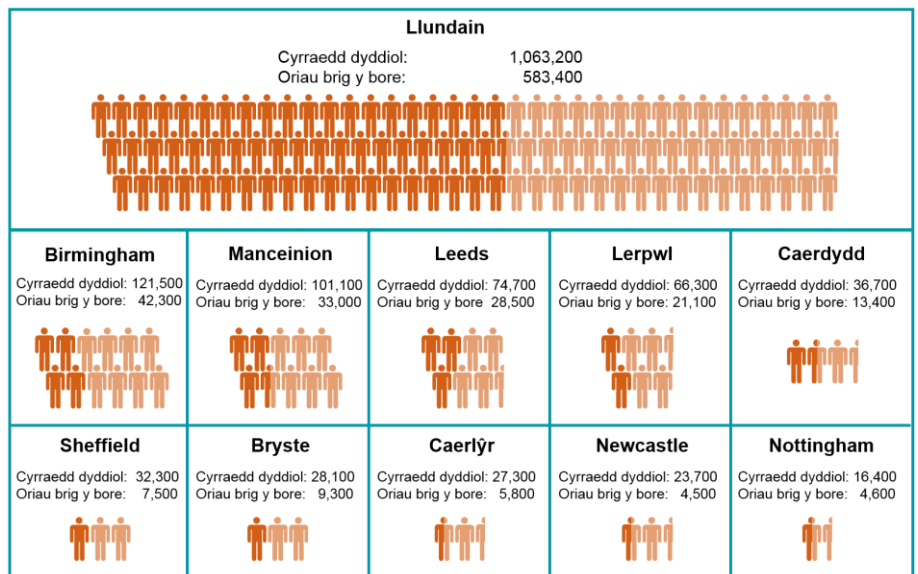 Llundain
Cyrraedd dyddiol: 1,063,200
Oriau brig y bore: 583,400
Birmingham
Cyrraedd dyddiol: 121,500
Oriau brig y bore: 42,300
Manceinion
Cyrraedd dyddiol: 101,100
Oriau brig y bore: 33,000
Leeds
Cyrraedd dyddiol: 74,700
Oriau brig y bore 28,500
Lerpwl
Cyrraedd dyddiol: 66,300
Oriau brig y bore: 21,100
Caerdydd
Cyrraedd dyddiol: 36,700
Oriau brig y bore: 13,400
Sheffield
Cyrraedd dyddiol: 32,300
Oriau brig y bore: 7,500
Bryste
Cyrraedd dyddiol: 28,100
Oriau brig y bore: 9,300
Caerlŷr
Cyrraedd dyddiol: 27,300
Oriau brig y bore: 5,800
Newcastle
Cyrraedd dyddiol: 23,700
Oriau brig y bore: 4,500
Nottingham
Cyrraedd dyddiol: 16,400
Oriau brig y bore: 4,600